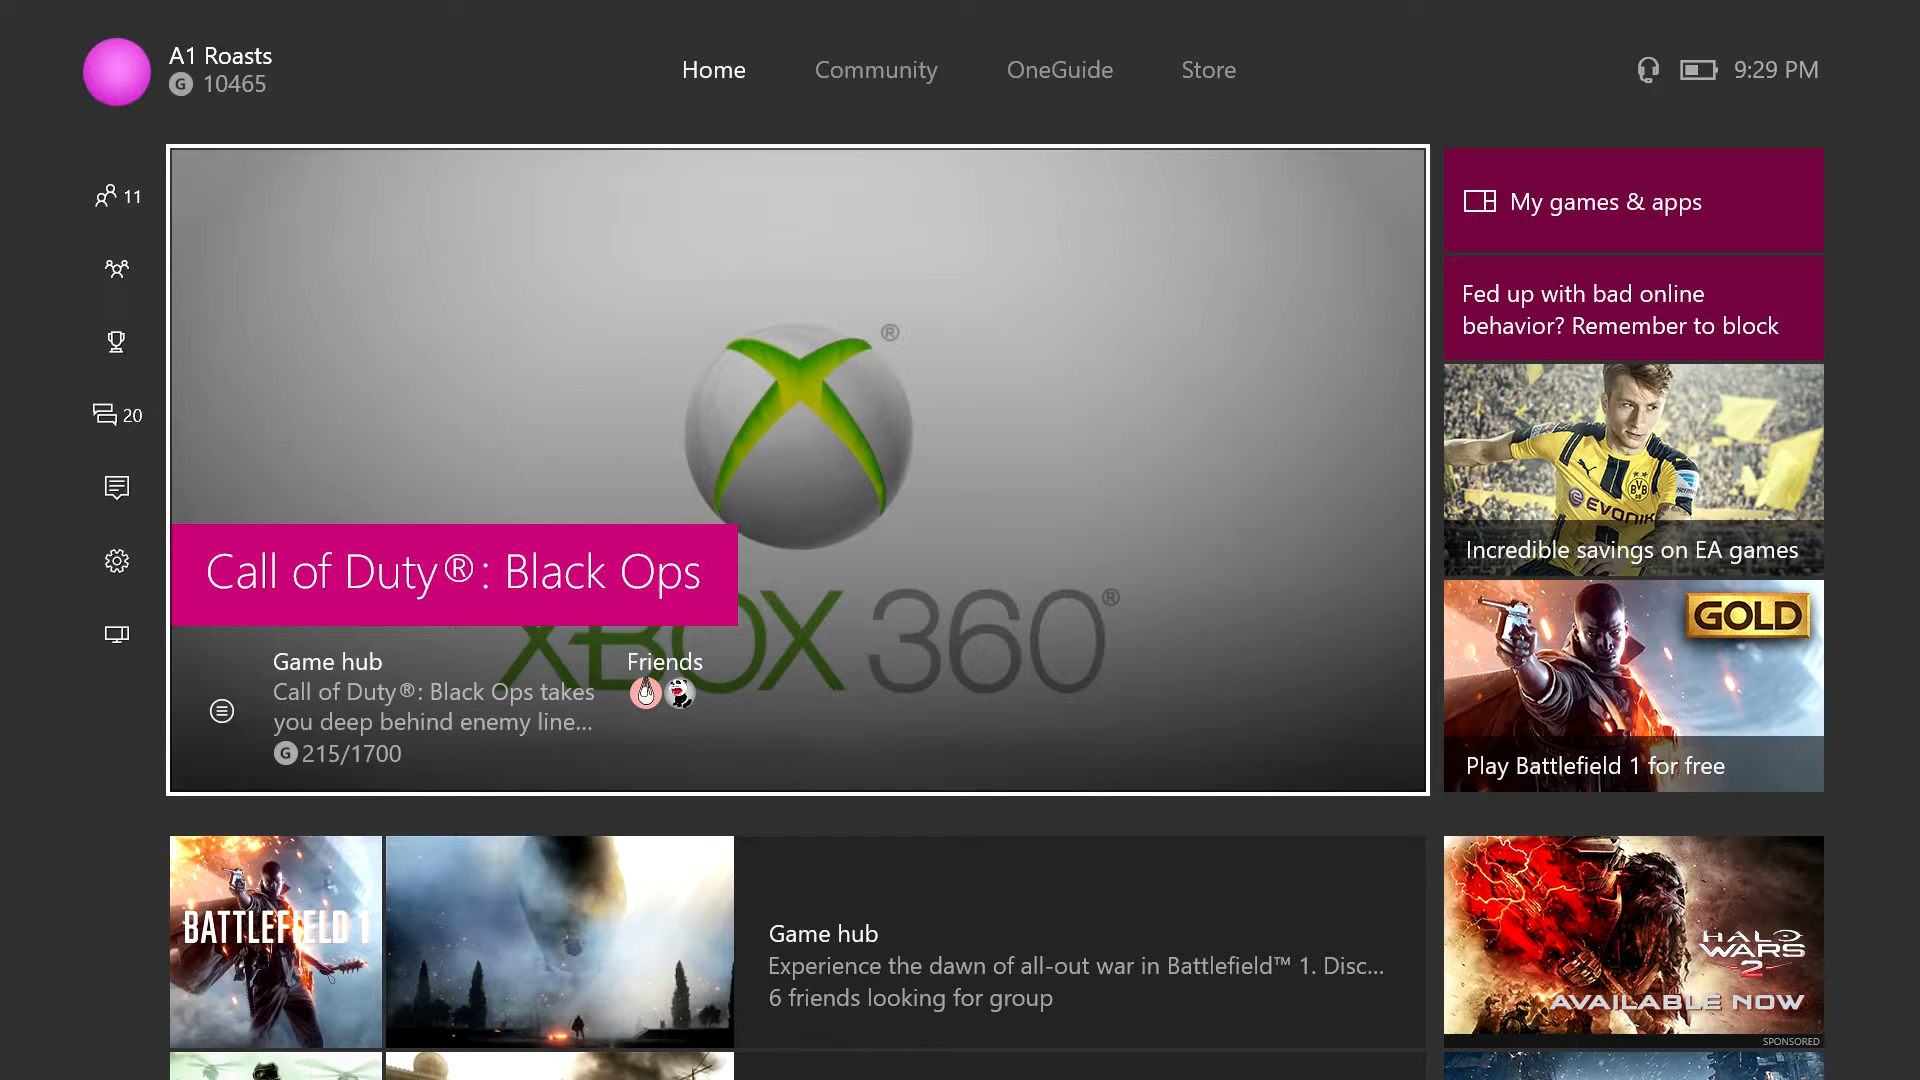 A1 Roasts
G 10465
Home
Community
OneGuide
Store
9:29 PM
11
20
XBOX 360®
®
Call of Duty®: Black Ops
Game hub
Call of Duty®: Black Ops takes
you deep behind enemy line...
G 215/1700
Friends
My games & apps
Fed up with bad online
behavior? Remember to block
BVB
09
EVONIK
Incredible savings on EA games
GOLD
Play Battlefield 1 for free
BATTLEFIELD 1
Game hub
Experience the dawn of all-out war in Battlefield™ 1. Disc...
6 friends looking for group
HALO
WARS
2
AVAILABLE NOW
SPONSORED